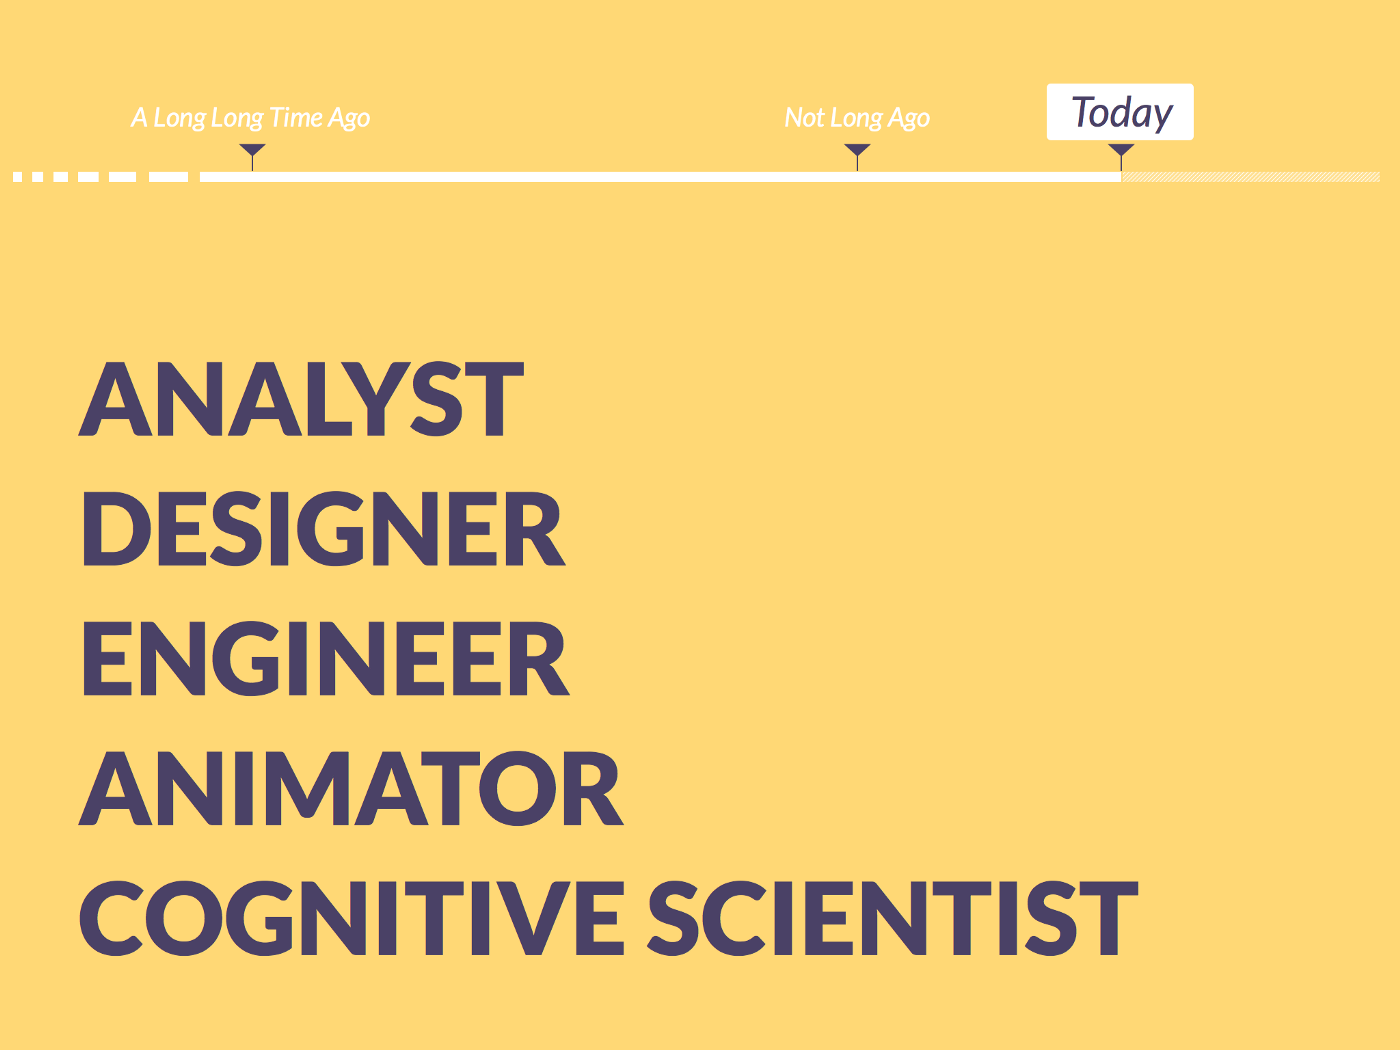 A Long Long Time Ago
Not Long Ago
Today
ANALYST
DESIGNER
ENGINEER
ANIMATOR
COGNITIVE SCIENTIST